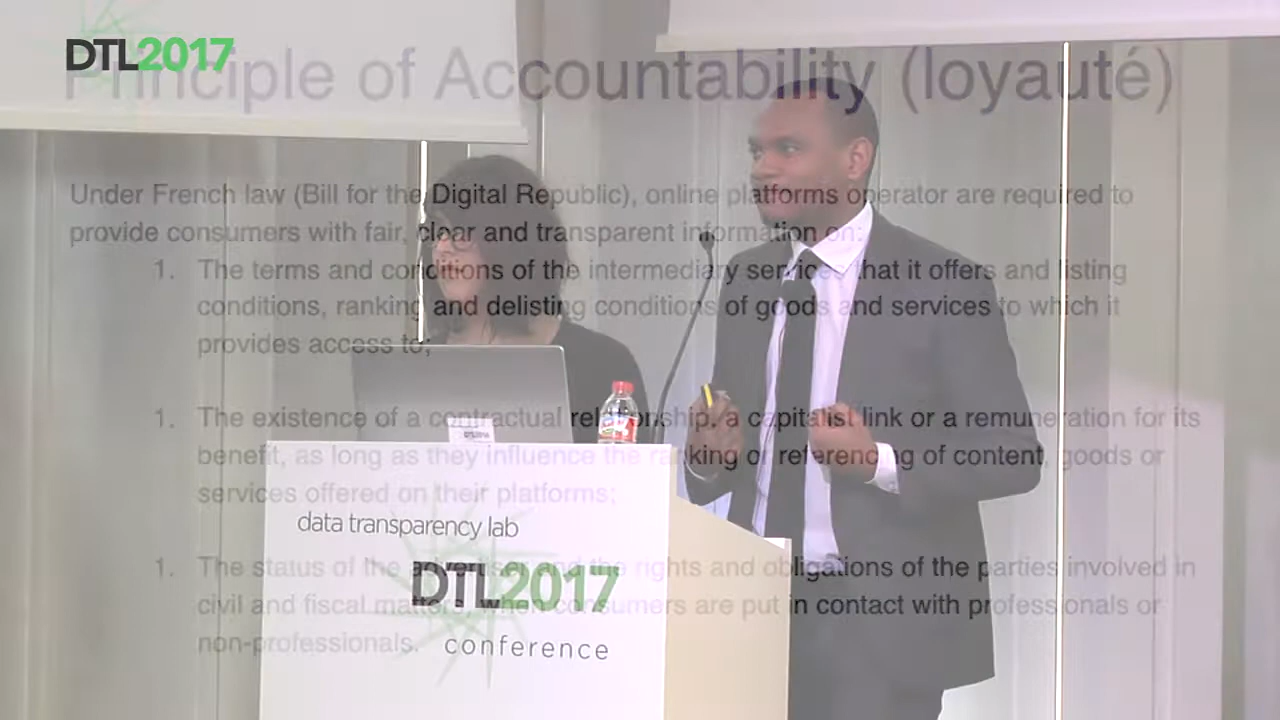 DTL2017
Principle of Accountability (loyauté)
Under French law (Bill for the Digital Republic), online platforms operator are required to
provide consumers with fair, clear and transparent information on:
1. The terms and conditions of the intermediary services that it offers and listing
conditions, ranking and delisting conditions of goods and services to which it
provides access to;
1. The existence of a contractual relationship, a capitalis link or a remuneration for its
benefit, as long as they influence the ranking or referencing of content, goods or
services offered on their platforms;
1. The status of the and the rights and obligations of the parties involved in
civil and fiscal matters, when consumers are put in contact with professionals or
non-professionals.
data transparency lab
DTL2017
conference